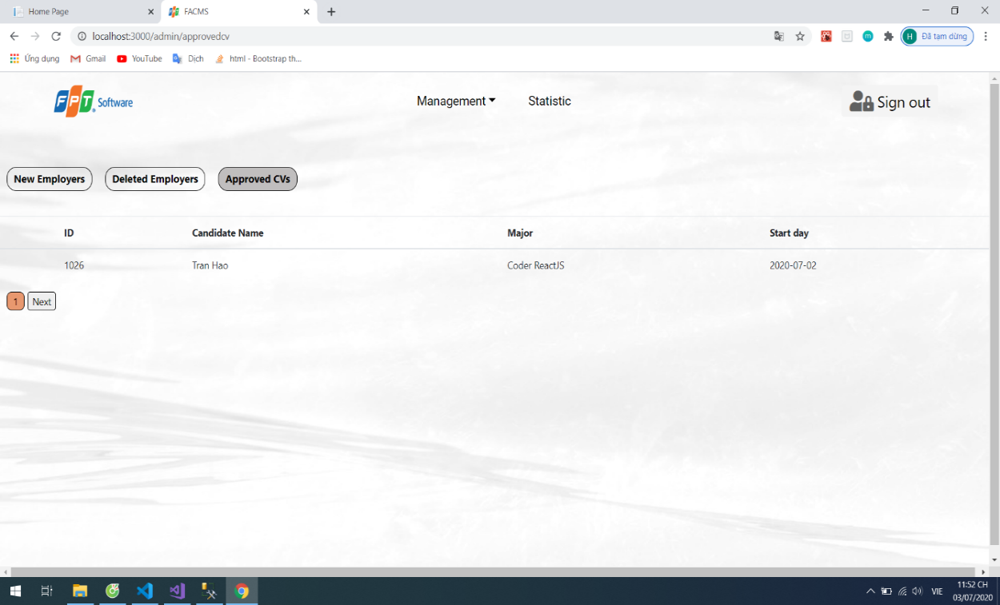 Home Page
FACMS
localhost:3000/admin/approvedcv
H Đã tạm dừng
Ứng dụng Gmail YouTube Dịch html - Bootstrap th...
FPT Software
Management Statistic
Sign out
New Employers Deleted Employers Approved CVs
ID Candidate Name Major Start day
1026 Tran Hao Coder ReactJS 2020-07-02
1 Next
VIE
11:52 CH
03/07/2020